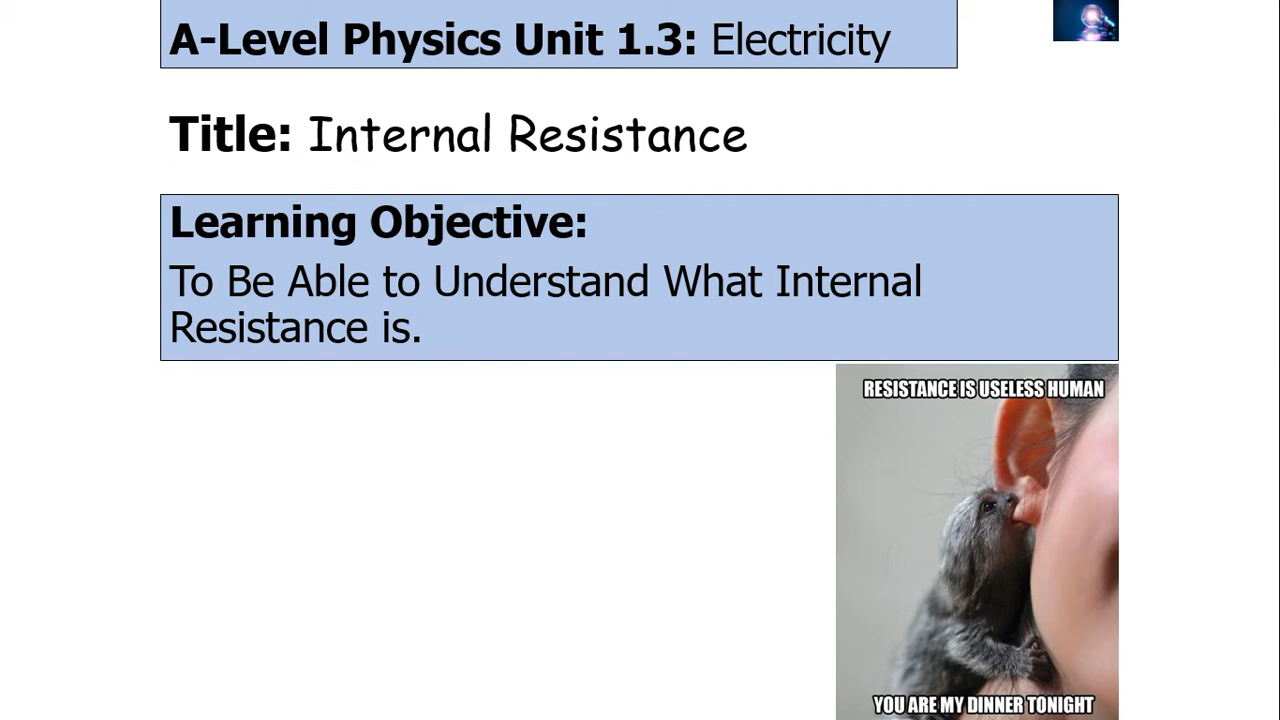 A-Level Physics Unit 1.3: Electricity
Title: Internal Resistance
Learning Objective:
To Be Able to Understand What Internal
Resistance is.
RESISTANCE IS USELESS HUMAN
YOU ARE MY DINNER TONIGHT